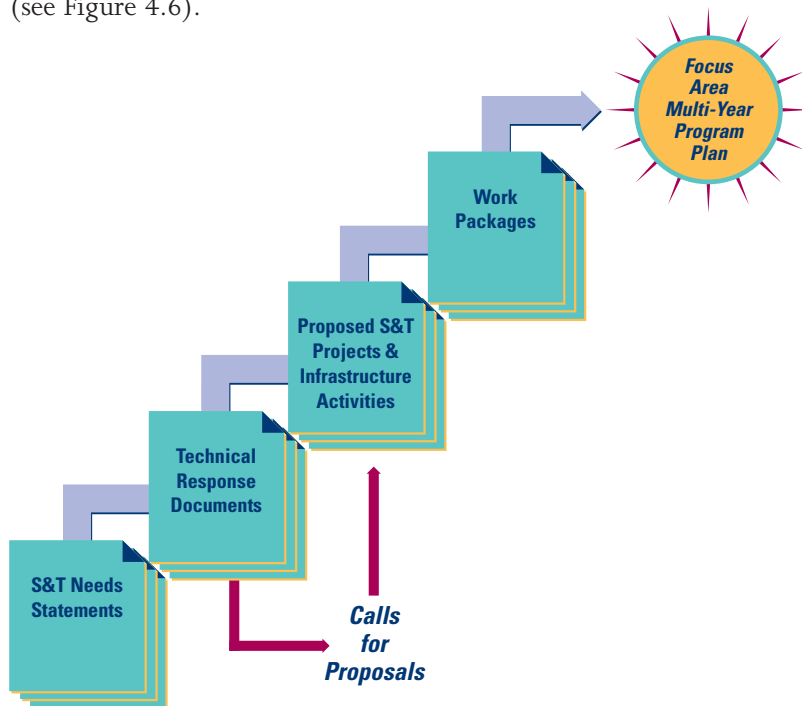 (see Figure 4.6).
Focus
Area
Multi-Year
Program
Plan
Work
Packages
Proposed S&T
Projects &
Infrastructure
Activities
Technical
Response
Documents
S&T Needs
Statements
Calls
for
Proposals